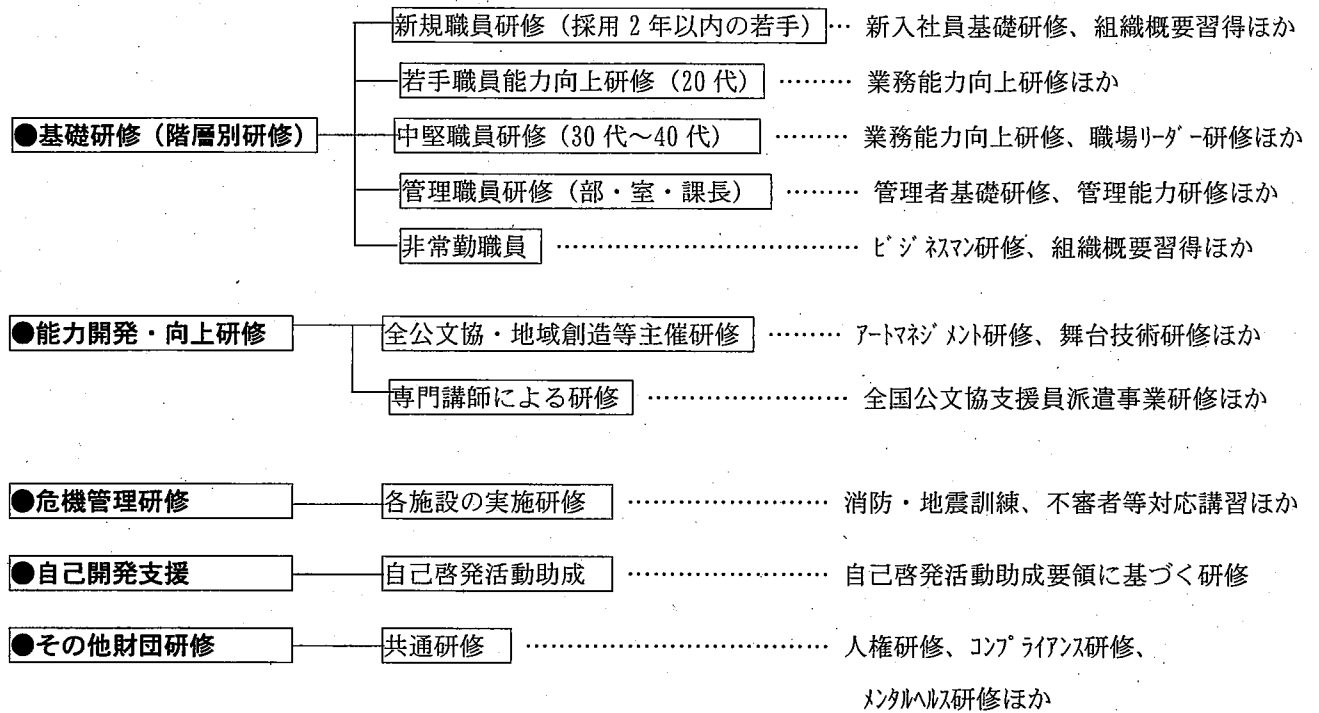 新規職員研修（採用２年以内の若手） … 新入社員基礎研修、組織概要習得ほか
若手職員能力向上研修（20代） ……… 業務能力向上研修ほか
●基礎研修（階層別研修） 中堅職員研修（30代～40代） ……… 業務能力向上研修、職場ﾘｰﾀﾞｰ研修ほか
管理職員研修（部・室・課長） ……… 管理者基礎研修、管理能力研修ほか
非常勤職員 …………………………… ﾋﾞｼﾞﾈｽﾏﾝ研修、組織概要習得ほか
●能力開発・向上研修 全公文協・地域創造等主催研修 ……… ｱｰﾄﾏﾈｼﾞﾒﾝﾄ研修、舞台技術研修ほか
専門講師による研修 …………………… 全国公文協支援員派遣事業研修ほか
●危機管理研修 各施設の実施研修 …………………… 消防・地震訓練、不審者等対応講習ほか
●自己開発支援 自己啓発活動助成 …………………… 自己啓発活動助成要領に基づく研修
●その他財団研修 共通研修 …………………………… 人権研修、ｺﾝﾌﾟﾗｲｱﾝｽ研修、
ﾒﾝﾀﾙﾍﾙｽ研修ほか